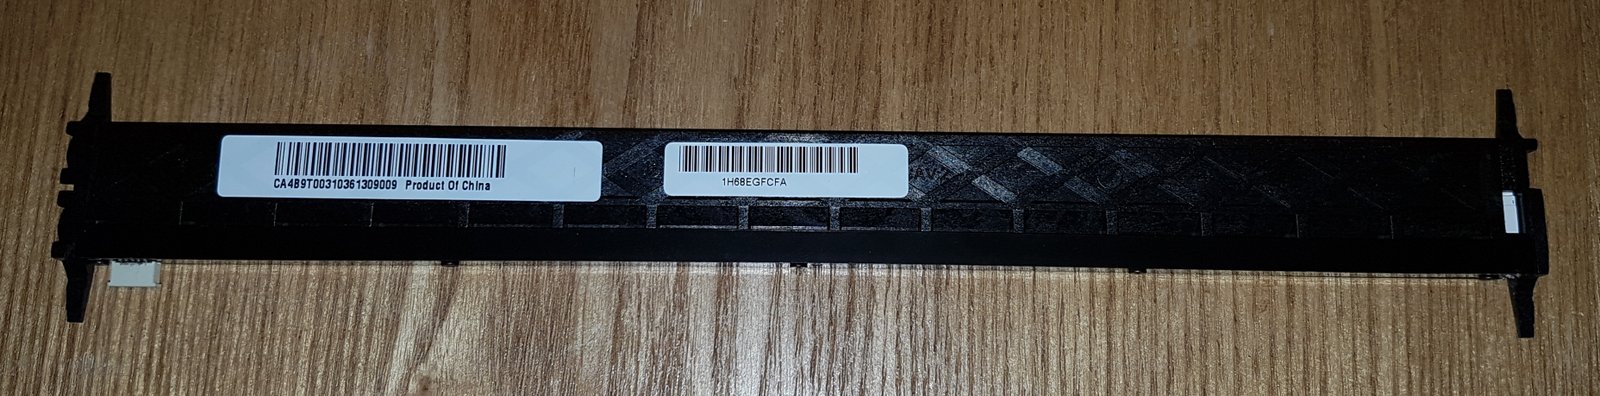 CA4B9T00310361309009 Product Of China
1H68EGFCFA